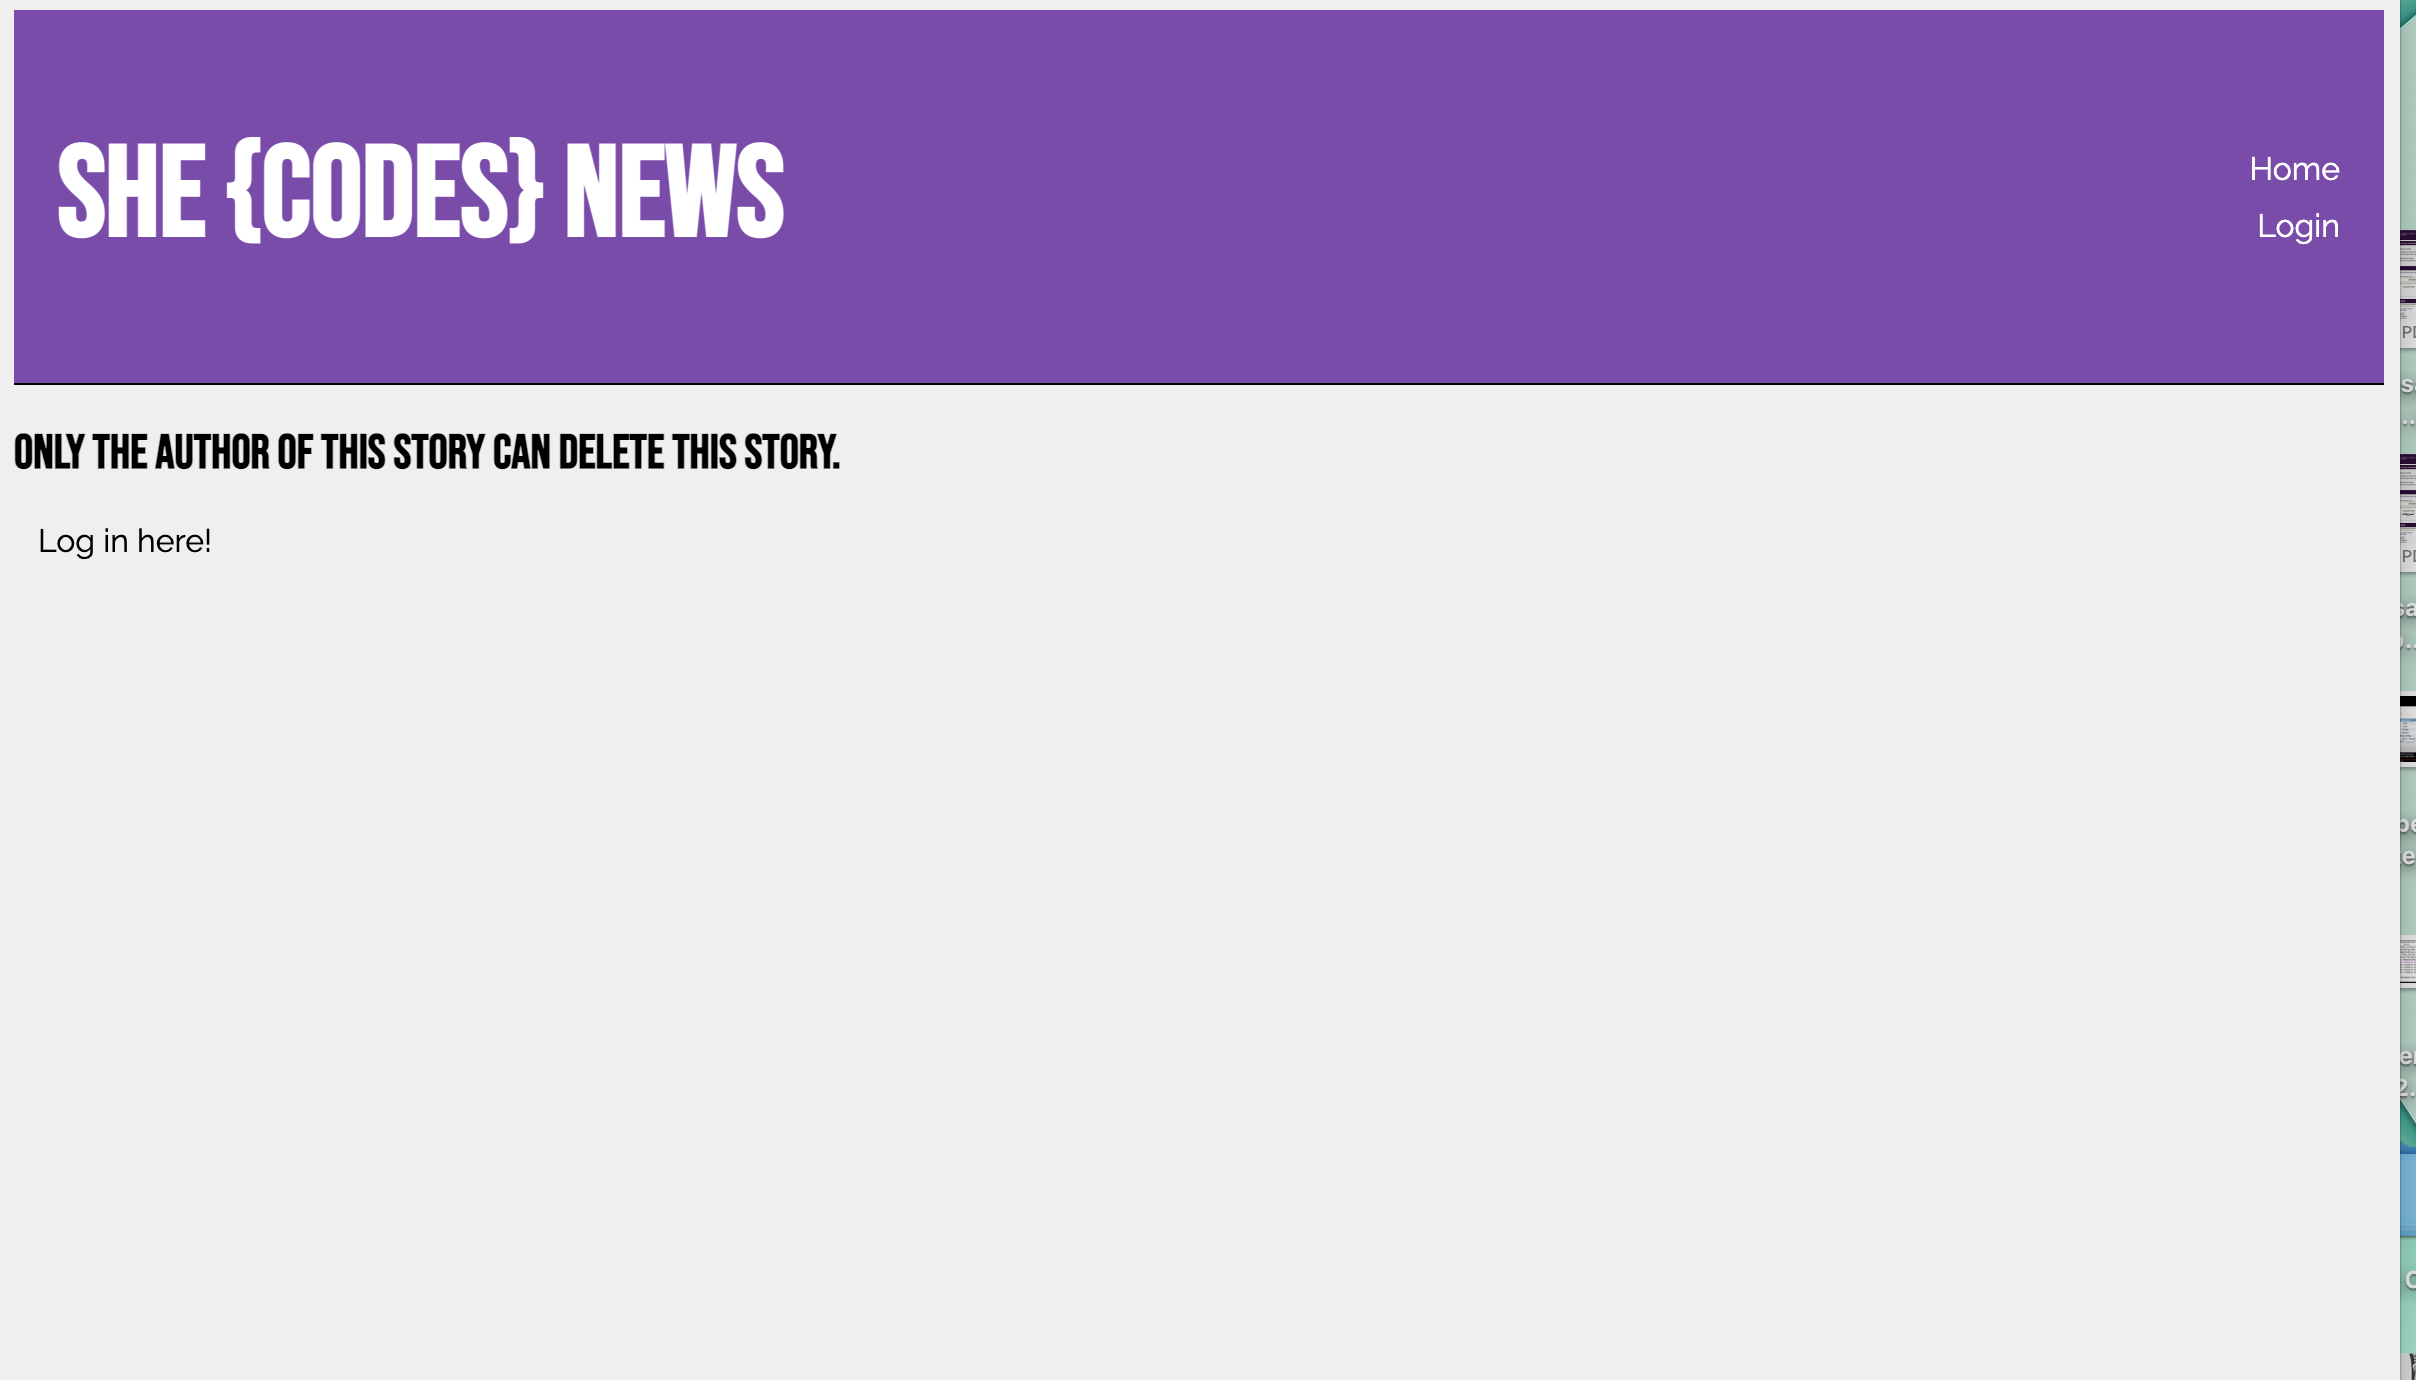 SHE {CODES} NEWS
Home
Login
ONLY THE AUTHOR OF THIS STORY CAN DELETE THIS STORY.
Log in here!